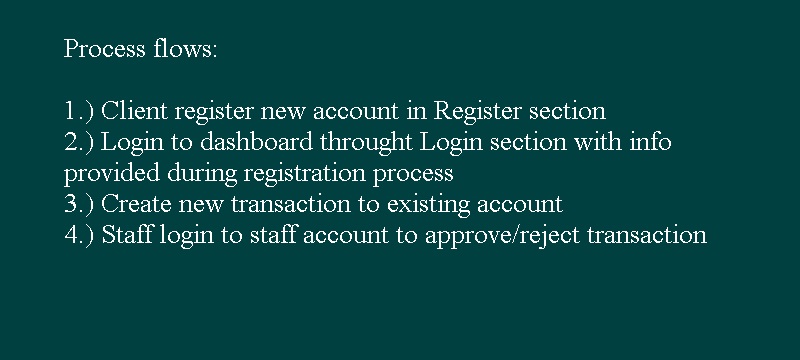 Process flows:
1.) Client register new account in Register section
2.) Login to dashboard throught Login section with info
provided during registration process
3.) Create new transaction to existing account
4.) Staff login to staff account to approve/reject transaction